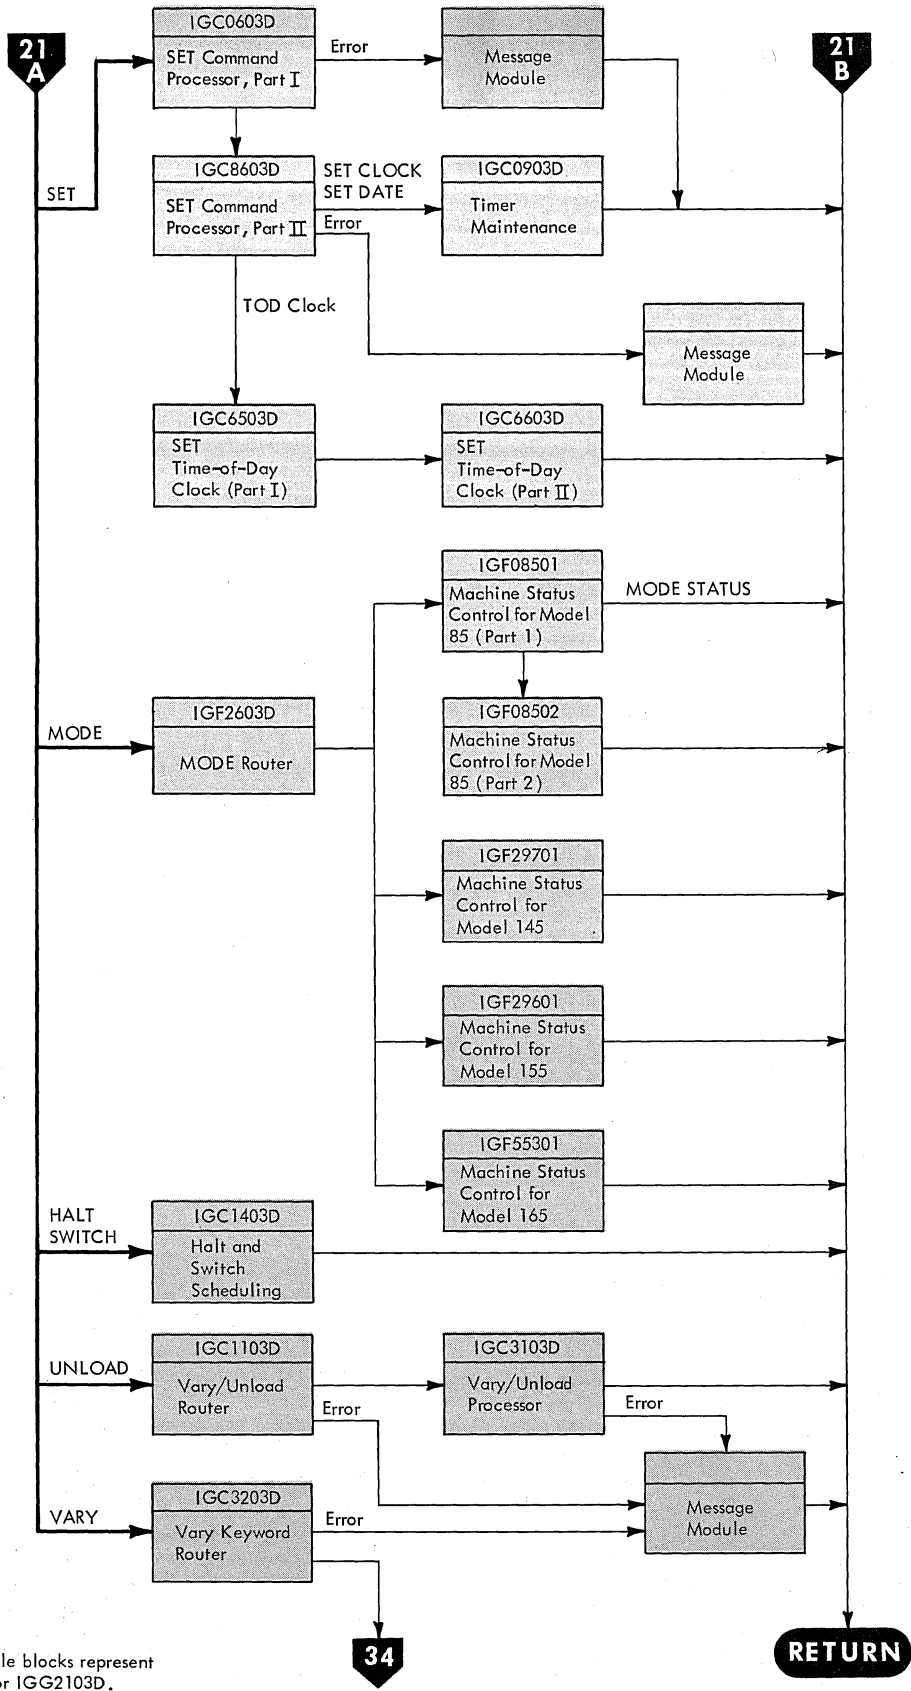 21
A
21
B
IGC0603D
SET Command
Processor, Part I
Error
Message
Module
SET
IGC8603D
SET Command
Processor, Part II
SET CLOCK
SET DATE
Error
IGC0903D
Timer
Maintenance
TOD Clock
Message
Module
IGC6503D
SET
Time-of-Day
Clock (Part I)
IGC6603D
SET
Time-of-Day
Clock (Part II)
IGF08501
Machine Status
Control for Model
85 (Part 1)
MODE STATUS
MODE
IGF2603D
MODE Router
IGF08502
Machine Status
Control for Model
85 (Part 2)
IGF29701
Machine Status
Control for
Model 145
IGF29601
Machine Status
Control for
Model 155
IGF55301
Machine Status
Control for
Model 165
HALT
SWITCH
IGC1403D
Halt and
Switch
Scheduling
UNLOAD
IGC1103D
Vary/Unload
Router
Error
IGC3103D
Vary/Unload
Processor
Error
Message
Module
VARY
IGC3203D
Vary Keyword
Router
Error
34
RETURN
le blocks represent
or IGG2103D.